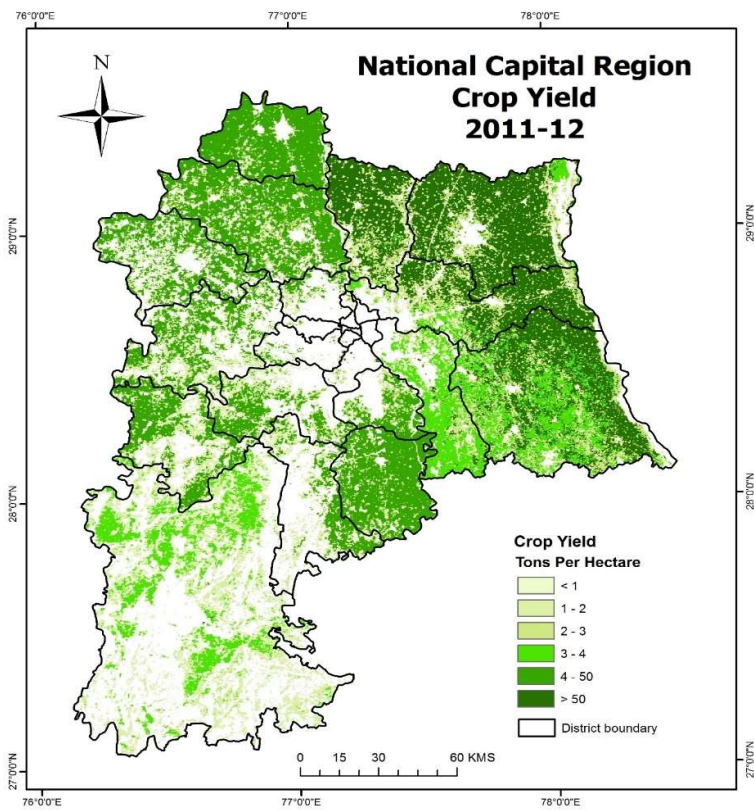 76°0'0"E 77°0'0"E 78°0'0"E
National Capital Region
Crop Yield
2011-12
N
29°0'0"N 29°0'0"N
28°0'0"N 28°0'0"N
27°0'0"N 27°0'0"N
Crop Yield
Tons Per Hectare
< 1
1 - 2
2 - 3
3 - 4
4 - 50
> 50
District boundary
0 15 30 60 KMS
76°0'0"E 77°0'0"E 78°0'0"E